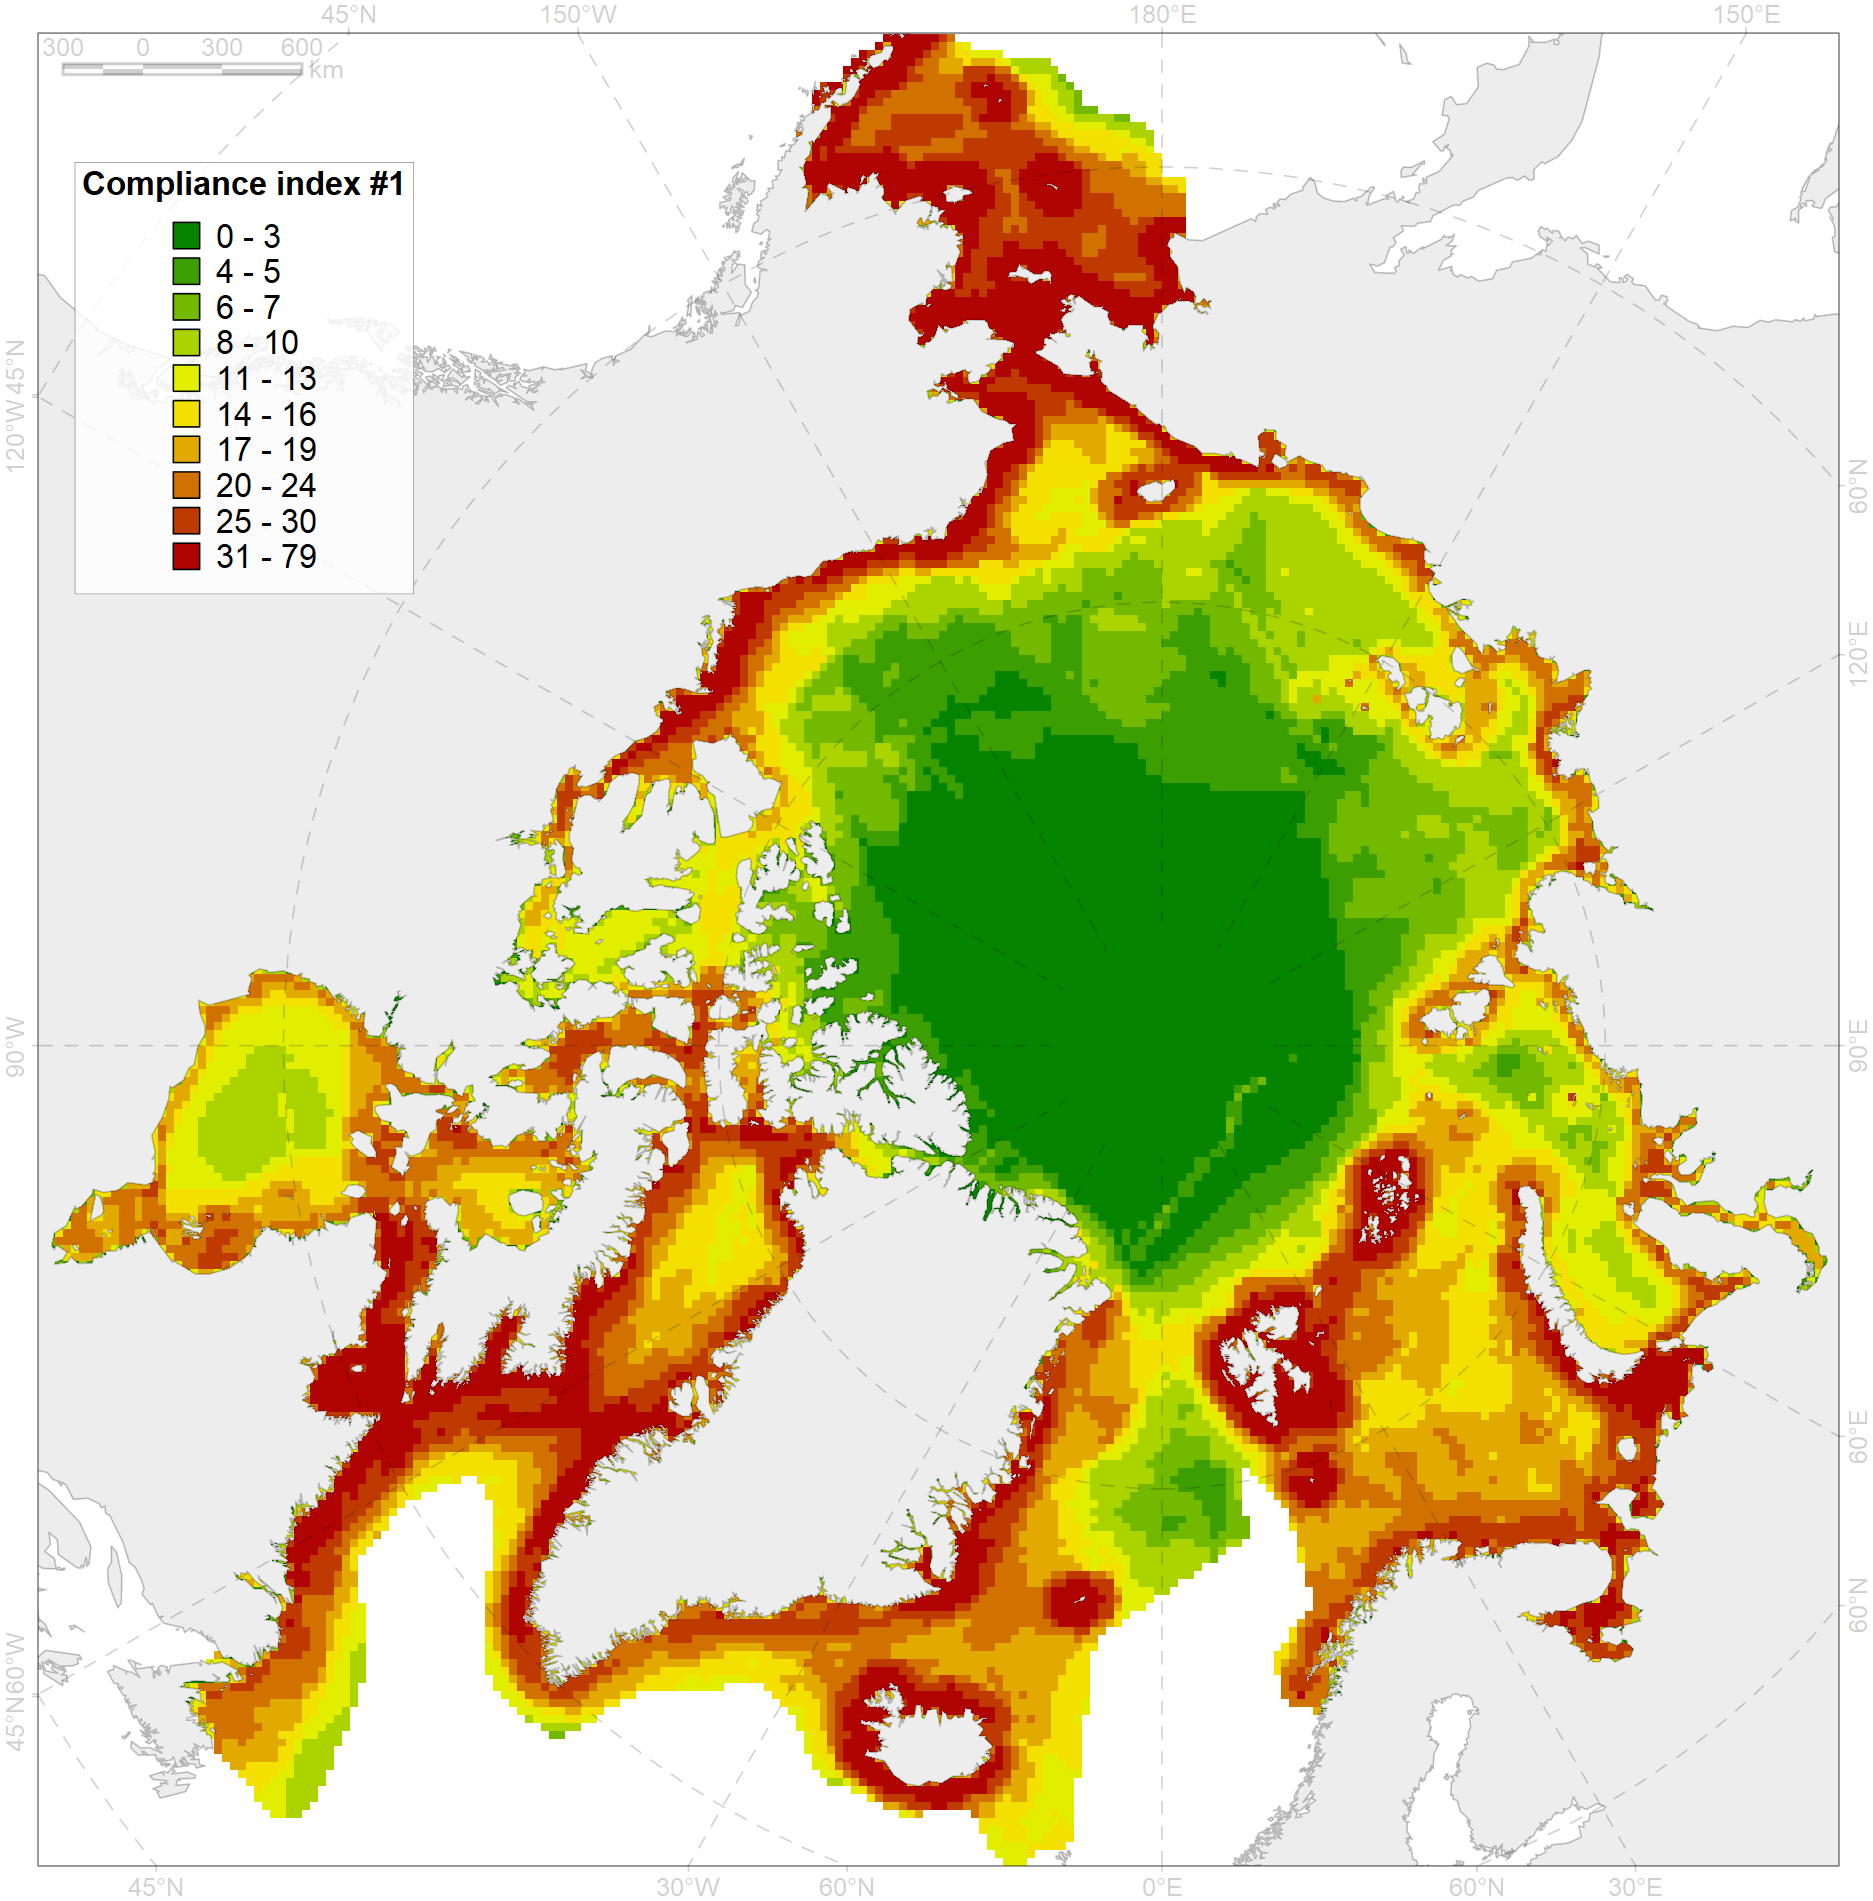 45°N 150°W 180°E 150°E
300 0 300 600 km
Compliance index #1
0 - 3
4 - 5
6 - 7
8 - 10
11 - 13
14 - 16
17 - 19
20 - 24
25 - 30
31 - 79
45°N
120°W
90°W
60°W
45°N
60°N
120°E
90°E
60°E
60°N
45°N 30°W 60°N 0°E 60°N 30°E